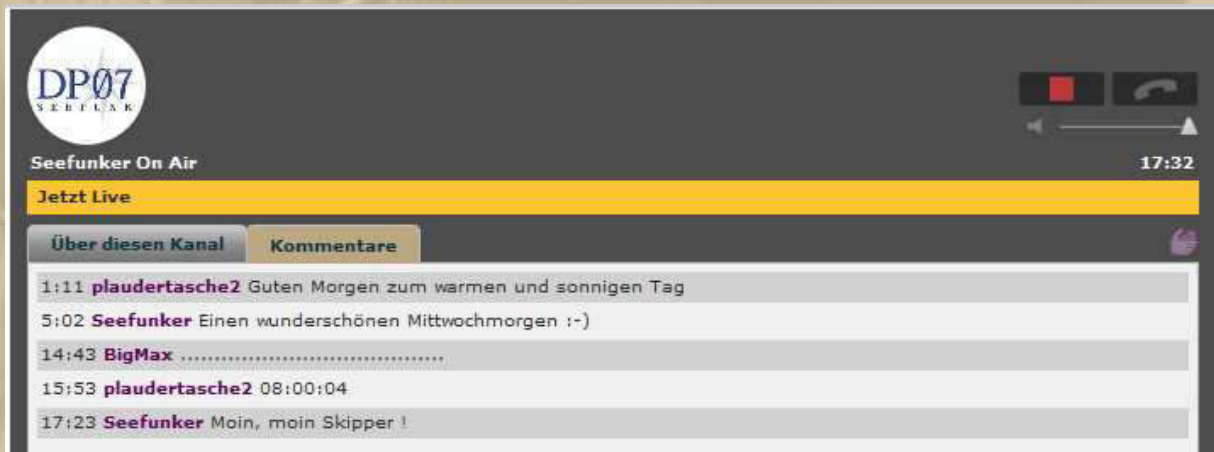 DPØ7
SEEFUNK
Seefunker On Air
17:32
Jetzt Live
Über diesen Kanal Kommentare
1:11 plaudertasche2 Guten Morgen zum warmen und sonnigen Tag
5:02 Seefunker Einen wunderschönen Mittwochmorgen :-)
14:43 BigMax .......................................
15:53 plaudertasche2 08:00:04
17:23 Seefunker Moin, moin Skipper !